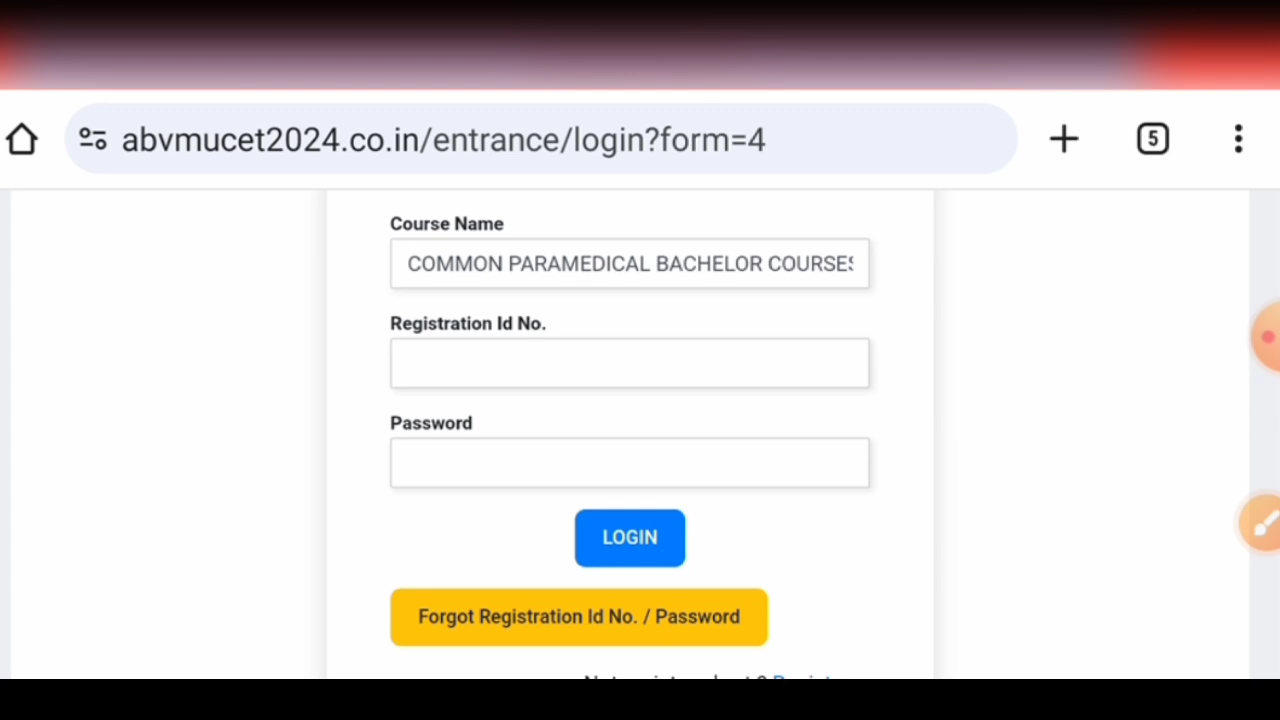 abvmucet2024.co.in/entrance/login?form=4
5
Course Name
COMMON PARAMEDICAL BACHELOR COURSES
Registration Id No.
Password
LOGIN
Forgot Registration Id No. / Password